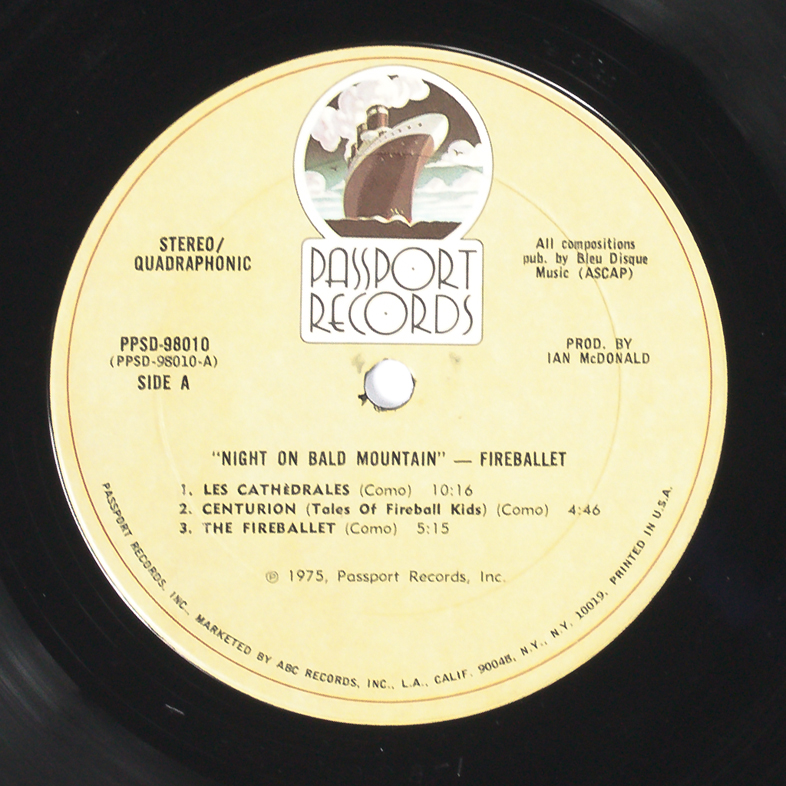 PASSPORT
RECORDS
STEREO/
QUADRAPHONIC
All compositions
pub. by Bleu Disque
Music (ASCAP)
PPSD-98010
(PPSD-98010-A)
SIDE A
PROD. BY
IAN McDONALD
"NIGHT ON BALD MOUNTAIN" — FIREBALLET
1. LES CATHèDRALES (Como) 10:16
2. CENTURION (Tales Of Fireball Kids) (Como) 4:46
3. THE FIREBALLET (Como) 5:15
℗ 1975, Passport Records, Inc.
PASSPORT RECORDS, INC., MARKETED BY ABC RECORDS, INC., L.A., CALIF. 90048, N.Y., N.Y. 10019. PRINTED IN U.S.A.